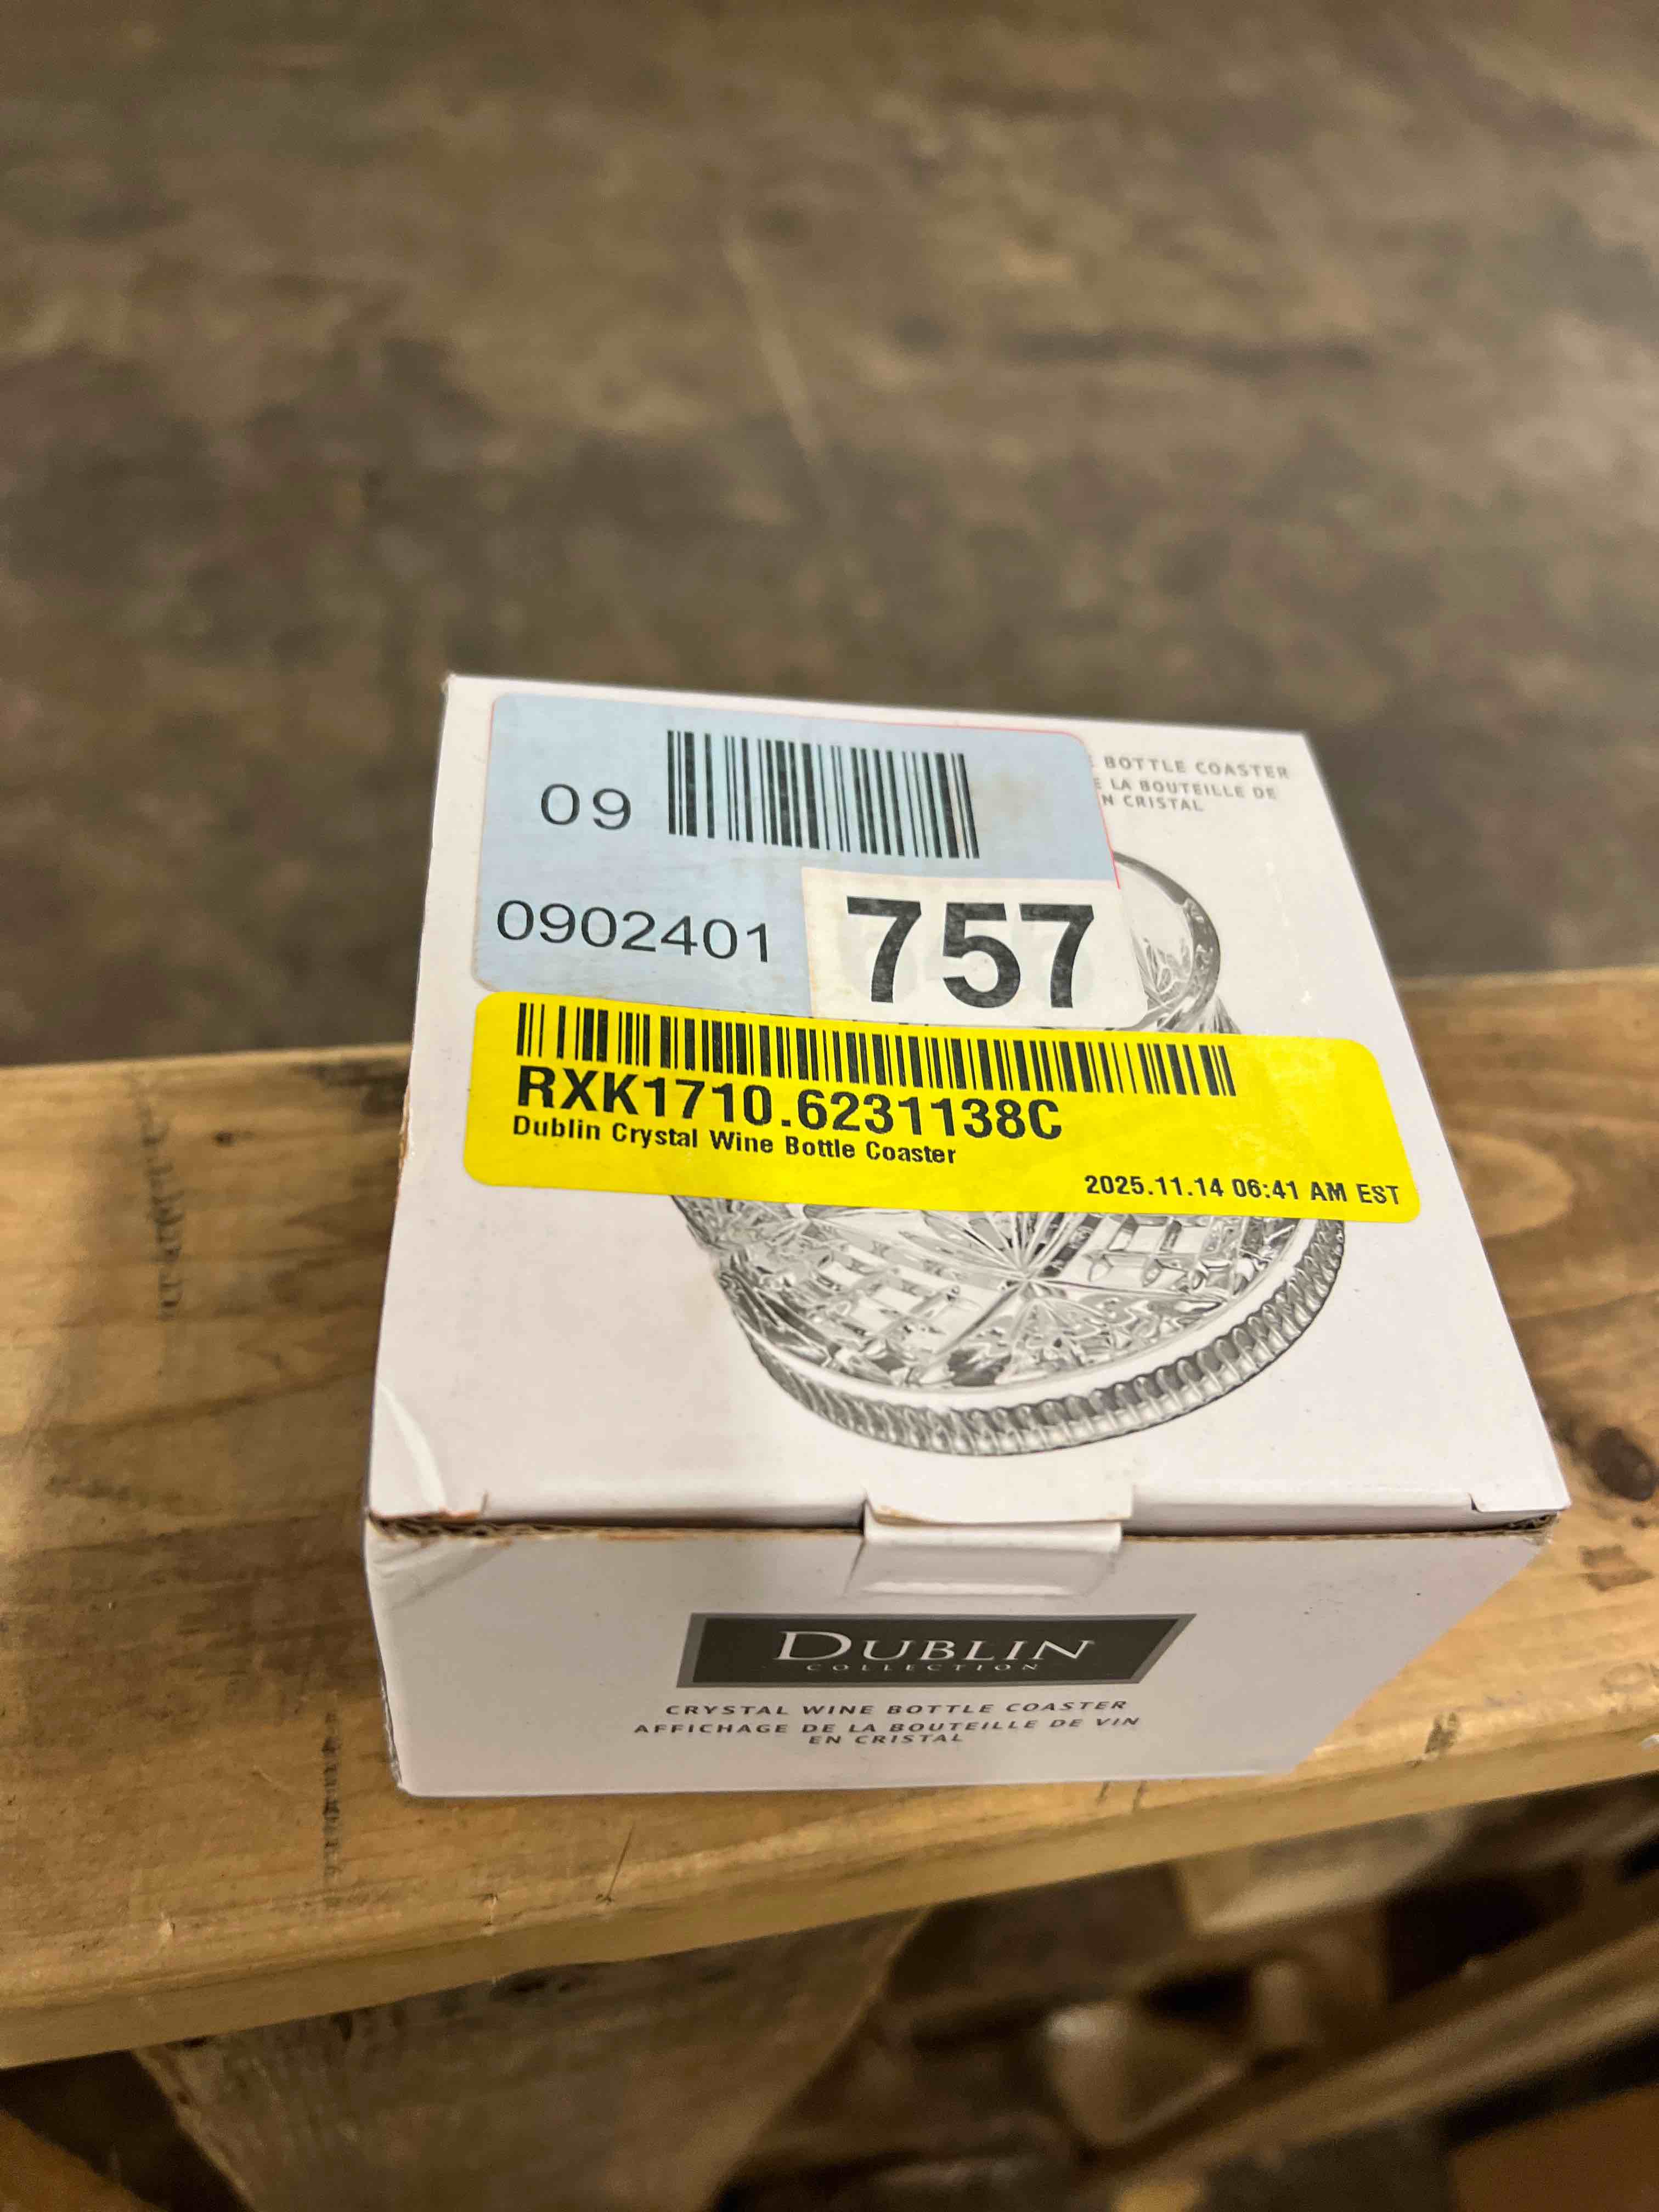 09
BOTTLE COASTER
E LA BOUTEILLE DE
N CRISTAL
0902401
757
RXK1710.6231138C
Dublin Crystal Wine Bottle Coaster
2025.11.14 06:41 AM EST
DUBLIN
COLLECTION
CRYSTAL WINE BOTTLE COASTER
AFFICHAGE DE LA BOUTEILLE DE VIN
EN CRISTAL